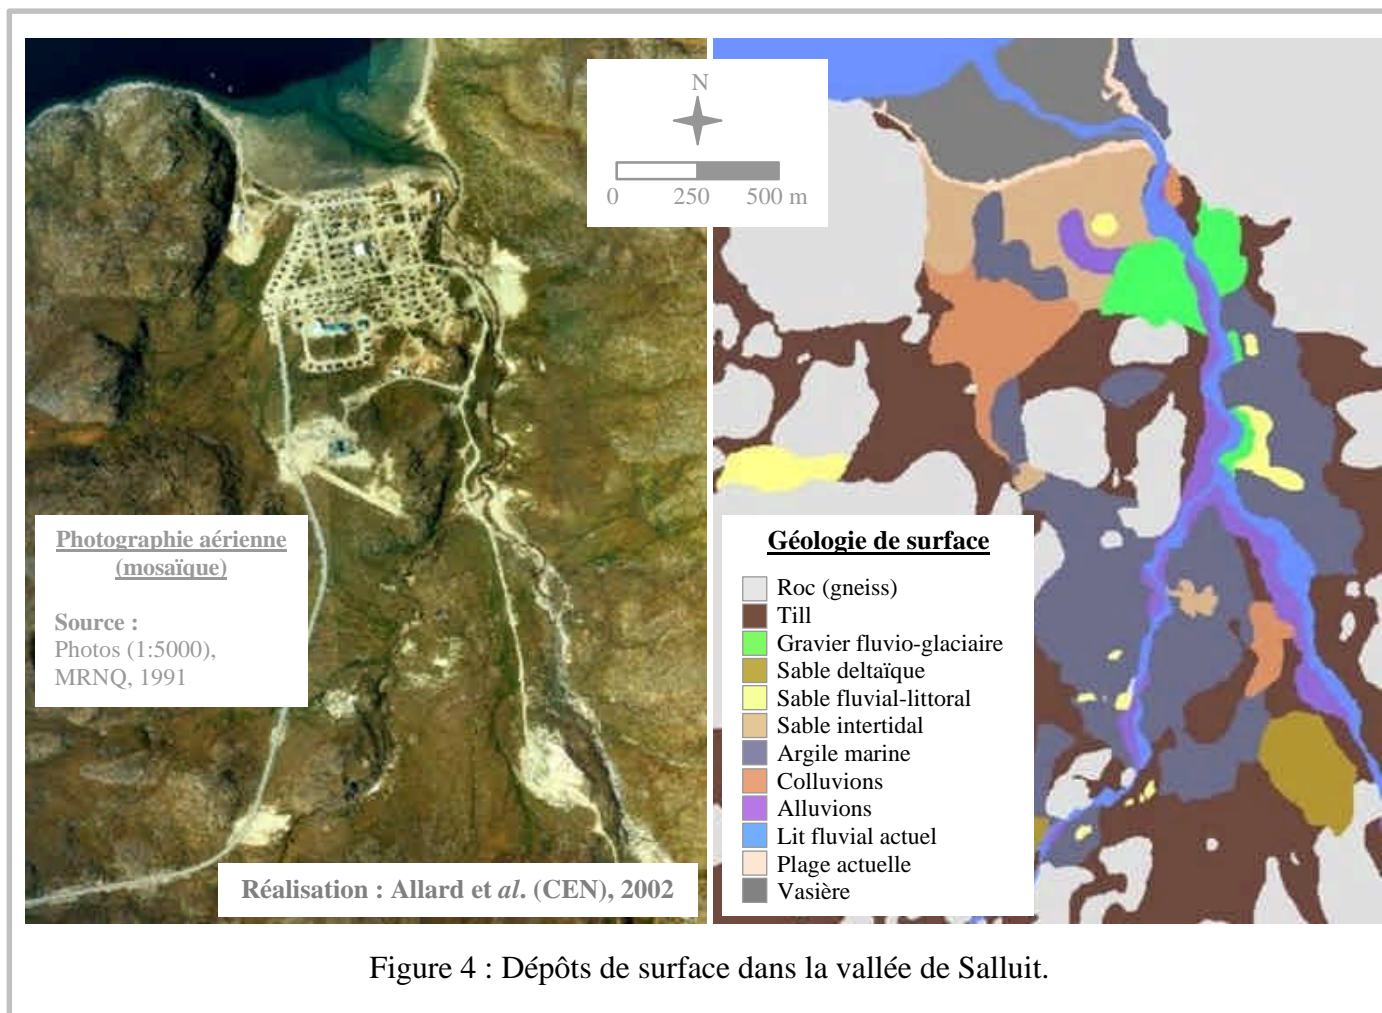 N
0 250 500 m
Photographie aérienne
(mosaïque)
Source :
Photos (1:5000),
MRNQ, 1991
Réalisation : Allard et al. (CEN), 2002
Géologie de surface
Roc (gneiss)
Till
Gravier fluvio-glaciaire
Sable deltaïque
Sable fluvial-littoral
Sable intertidal
Argile marine
Colluvions
Alluvions
Lit fluvial actuel
Plage actuelle
Vasière
Figure 4 : Dépôts de surface dans la vallée de Salluit.